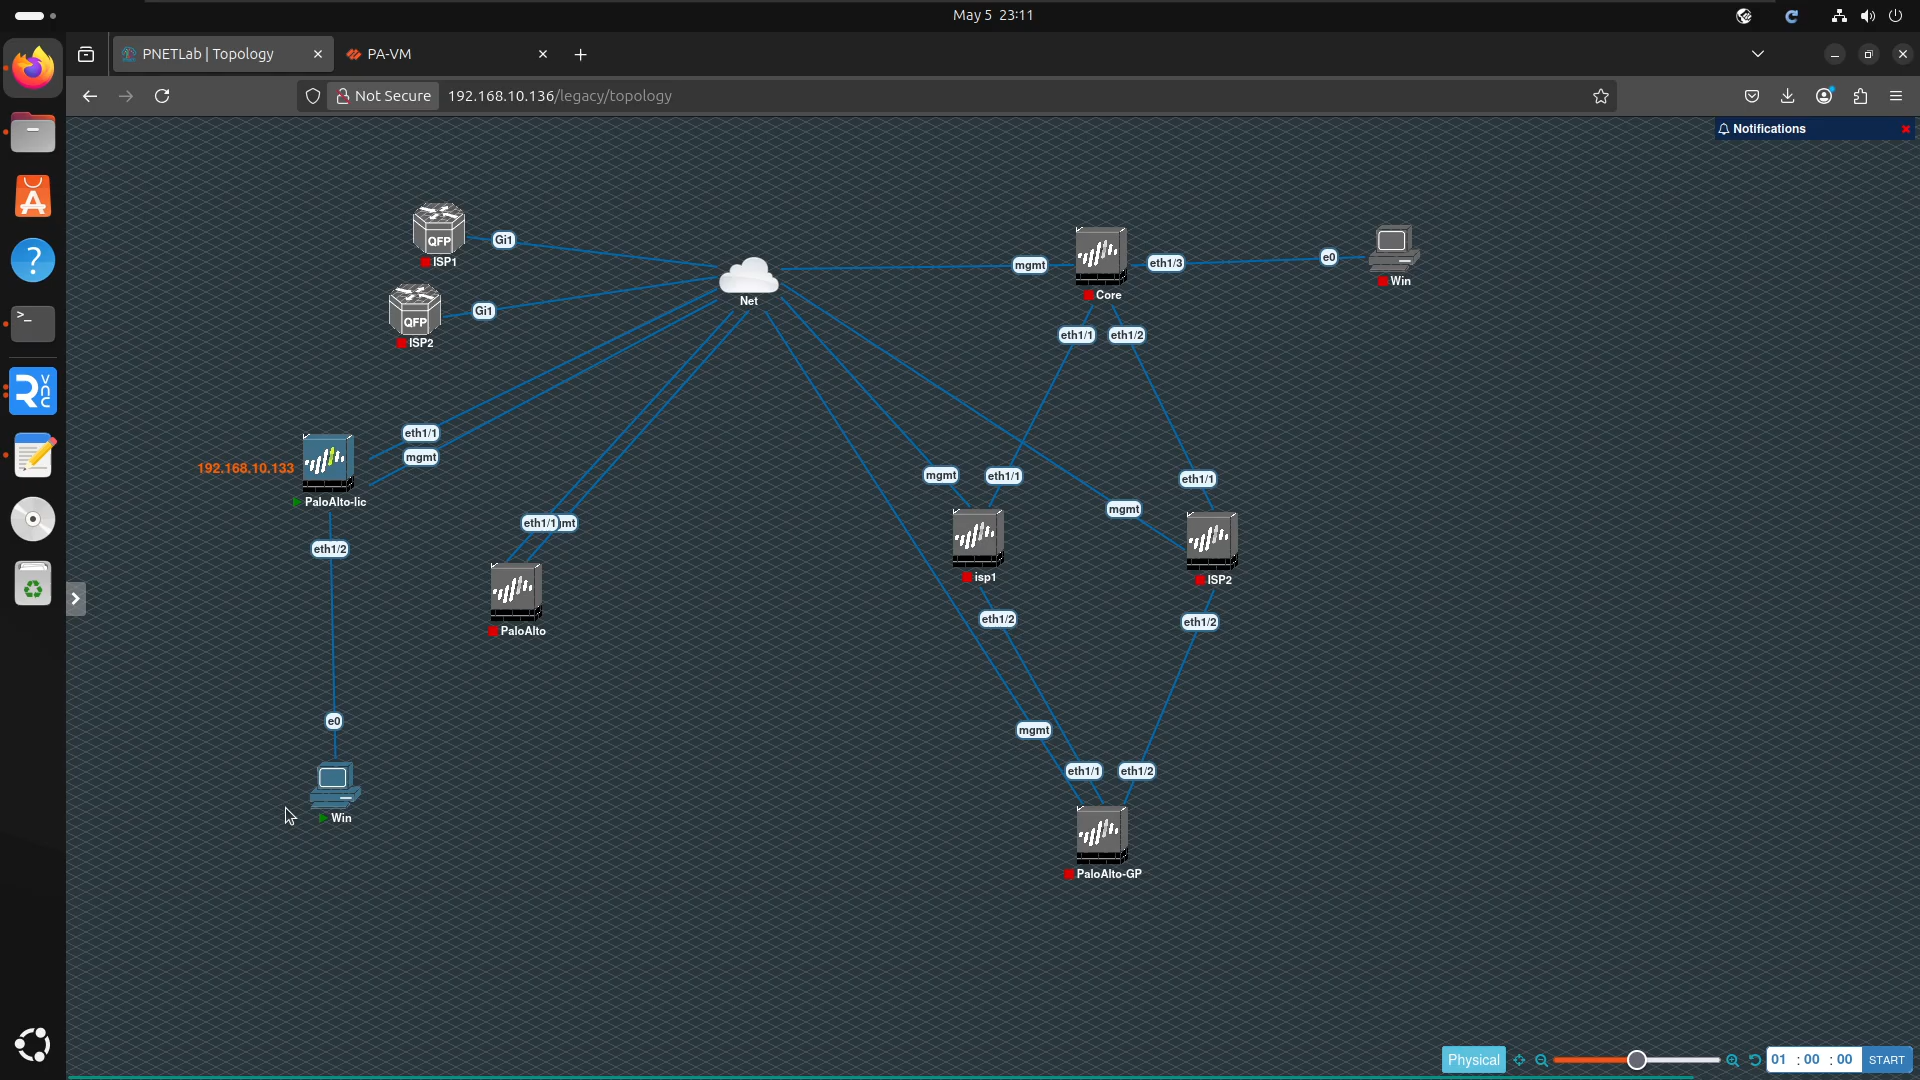 May 5 23:11
PNETLab | Topology
PA-VM
Not Secure
192.168.10.136/legacy/topology
Notifications
QFP
ISP1
Gi1
QFP
ISP2
Gi1
Net
mgmt
Core
eth1/3
e0
Win
eth1/1
eth1/2
192.168.10.133
PaloAlto-lic
eth1/1
mgmt
eth1/2
eth1/1
mt
PaloAlto
mgmt
eth1/1
isp1
mgmt
eth1/1
ISP2
eth1/2
eth1/2
e0
Win
mgmt
eth1/1
eth1/2
PaloAlto-GP
Physical
01 : 00 : 00
START